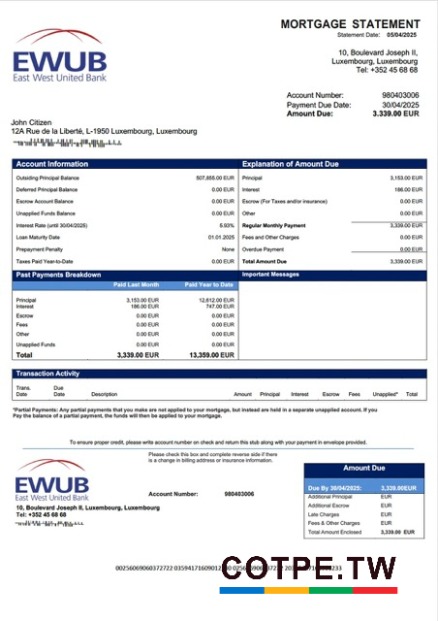 MORTGAGE STATEMENT
Statement Date: 05/04/2025
EWUB
East West United Bank
10, Boulevard Joseph II,
Luxembourg, Luxembourg
Tel: +352 45 68 68
Account Number: 980403006
Payment Due Date: 30/04/2025
Amount Due: 3.339.00 EUR
John Citizen
12A Rue de la Liberté, L-1950 Luxembourg, Luxembourg
Account Information
Outsiding Principal Balance 507,855.00 EUR
Deferred Principal Balance 0.00 EUR
Escrow Account Balance 0.00 EUR
Unapplied Funds Balance 0.00 EUR
Interest Rate (until 30/04/2025) 5.93%
Loan Maturity Date 01.01.2025
Prepayment Penalty None
Taxes Paid Year-to-Date 0.00 EUR
Explanation of Amount Due
Principal 3,153.00 EUR
Interest 186.00 EUR
Escrow (For Taxes and/or insurance) 0.00 EUR
Other 0.00 EUR
Regular Monthly Payment 3,339.00 EUR
Fees and Other Charges 0.00 EUR
Overdue Payment 0.00 EUR
Total Amount Due 3,339.00 EUR
Past Payments Breakdown
Paid Last Month Paid Year to Date
Principal 3,153.00 EUR 12,612.00 EUR
Interest 186.00 EUR 747.00 EUR
Escrow 0.00 EUR 0.00 EUR
Fees 0.00 EUR 0.00 EUR
Other 0.00 EUR 0.00 EUR
Unapplied Funds 0.00 EUR 0.00 EUR
Total 3,339.00 EUR 13,359.00 EUR
Important Messages
Transaction Activity
Trans. Date Due Date Description Amount Principal Interest Escrow Fees Unapplied* Total
*Partial Payments: Any partial payments that you make are not applied to your mortgage, but instead are held in a separate unapplied account. If you
Pay the balance of a partial payment, the funds will then be applied to your mortgage.
To ensure proper credit, please write account number on check and return this stub along with your payment in envelope provided.
Please check this box and complete reverse side if there
is a change in billing address or insurance information.
EWUB
East West United Bank
10, Boulevard Joseph II, Luxembourg, Luxembourg
Tel: +352 45 68 68
Account Number: 980403006
Amount Due
Due By 30/04/2025: 3,339.00EUR
Additional Principal EUR
Additional Escrow EUR
Late Charges EUR
Fees & Other Charges EUR
Total Amount Enclosed 3,339.00 EUR
COTPE.TW